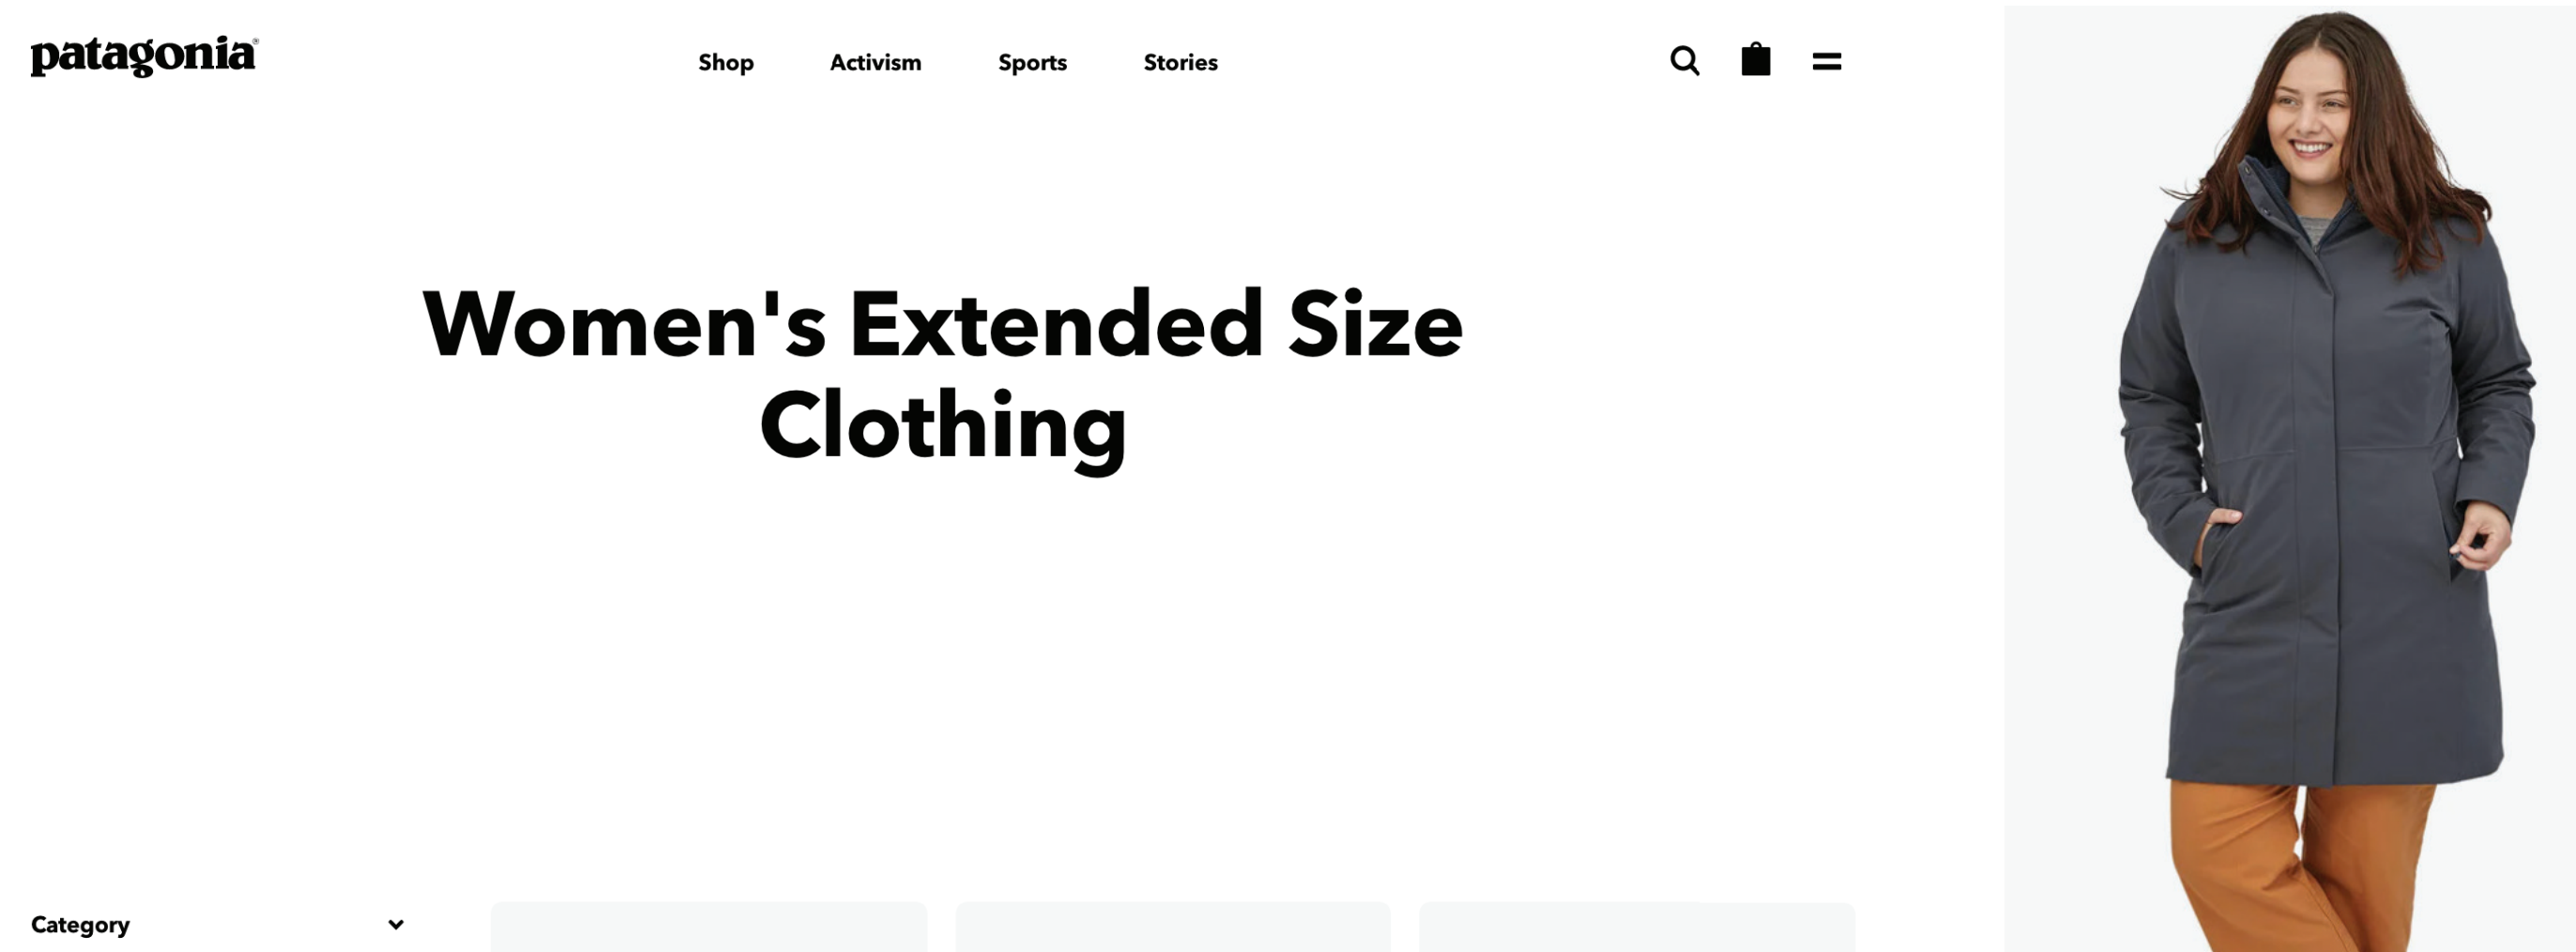 patagonia®
Shop Activism Sports Stories
Women's Extended Size
Clothing
Category